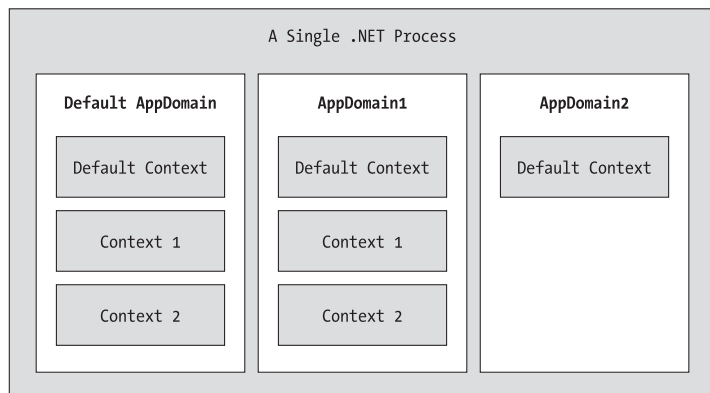 A Single .NET Process
Default AppDomain
Default Context
Context 1
Context 2
AppDomain1
Default Context
Context 1
Context 2
AppDomain2
Default Context